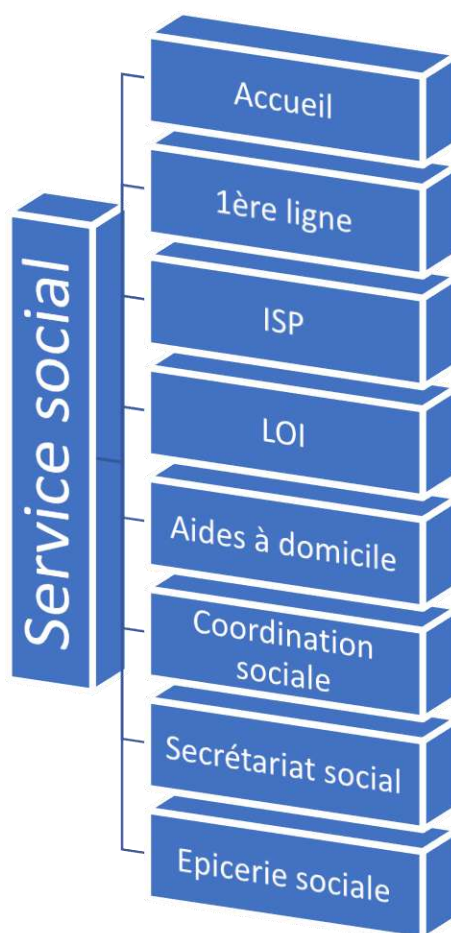 Service social
Accueil
1ère ligne
ISP
LOI
Aides à domicile
Coordination
sociale
Secrétariat social
Epicerie sociale